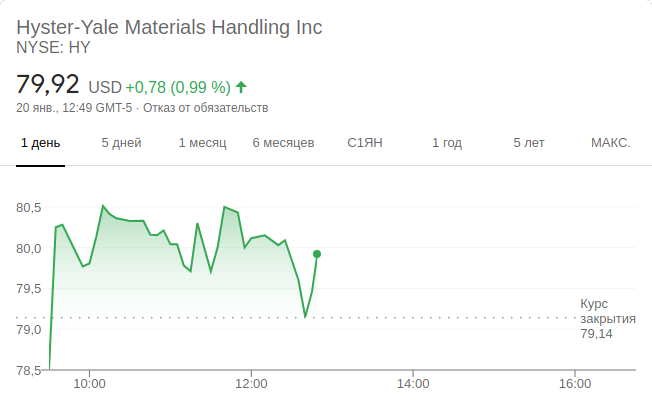 Hyster-Yale Materials Handling Inc
NYSE: HY
79,92 USD +0,78 (0,99 %)
20 янв., 12:49 GMT-5 · Отказ от обязательств
1 день 5 дней 1 месяц 6 месяцев С1ЯН 1 год 5 лет МАКС.
80,5
80,0
79,5
Курс
закрытия
79,14
79,0
78,5
10:00 12:00 14:00 16:00